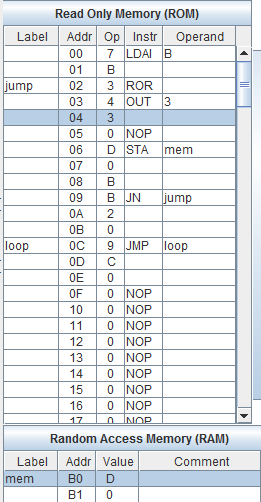 Read Only Memory (ROM)
Label Addr Op Instr Operand
00 7 LDAI B
01 B
jump 02 3 ROR
03 4 OUT 3
04 3
05 0 NOP
06 D STA mem
07 0
08 B
09 B JN jump
0A 2
0B 0
loop 0C 9 JMP loop
0D C
0E 0
0F 0 NOP
10 0 NOP
11 0 NOP
12 0 NOP
13 0 NOP
14 0 NOP
15 0 NOP
16 0 NOP
17 0 NOP
Random Access Memory (RAM)
Label Addr Value Comment
mem B0 D
B1 0